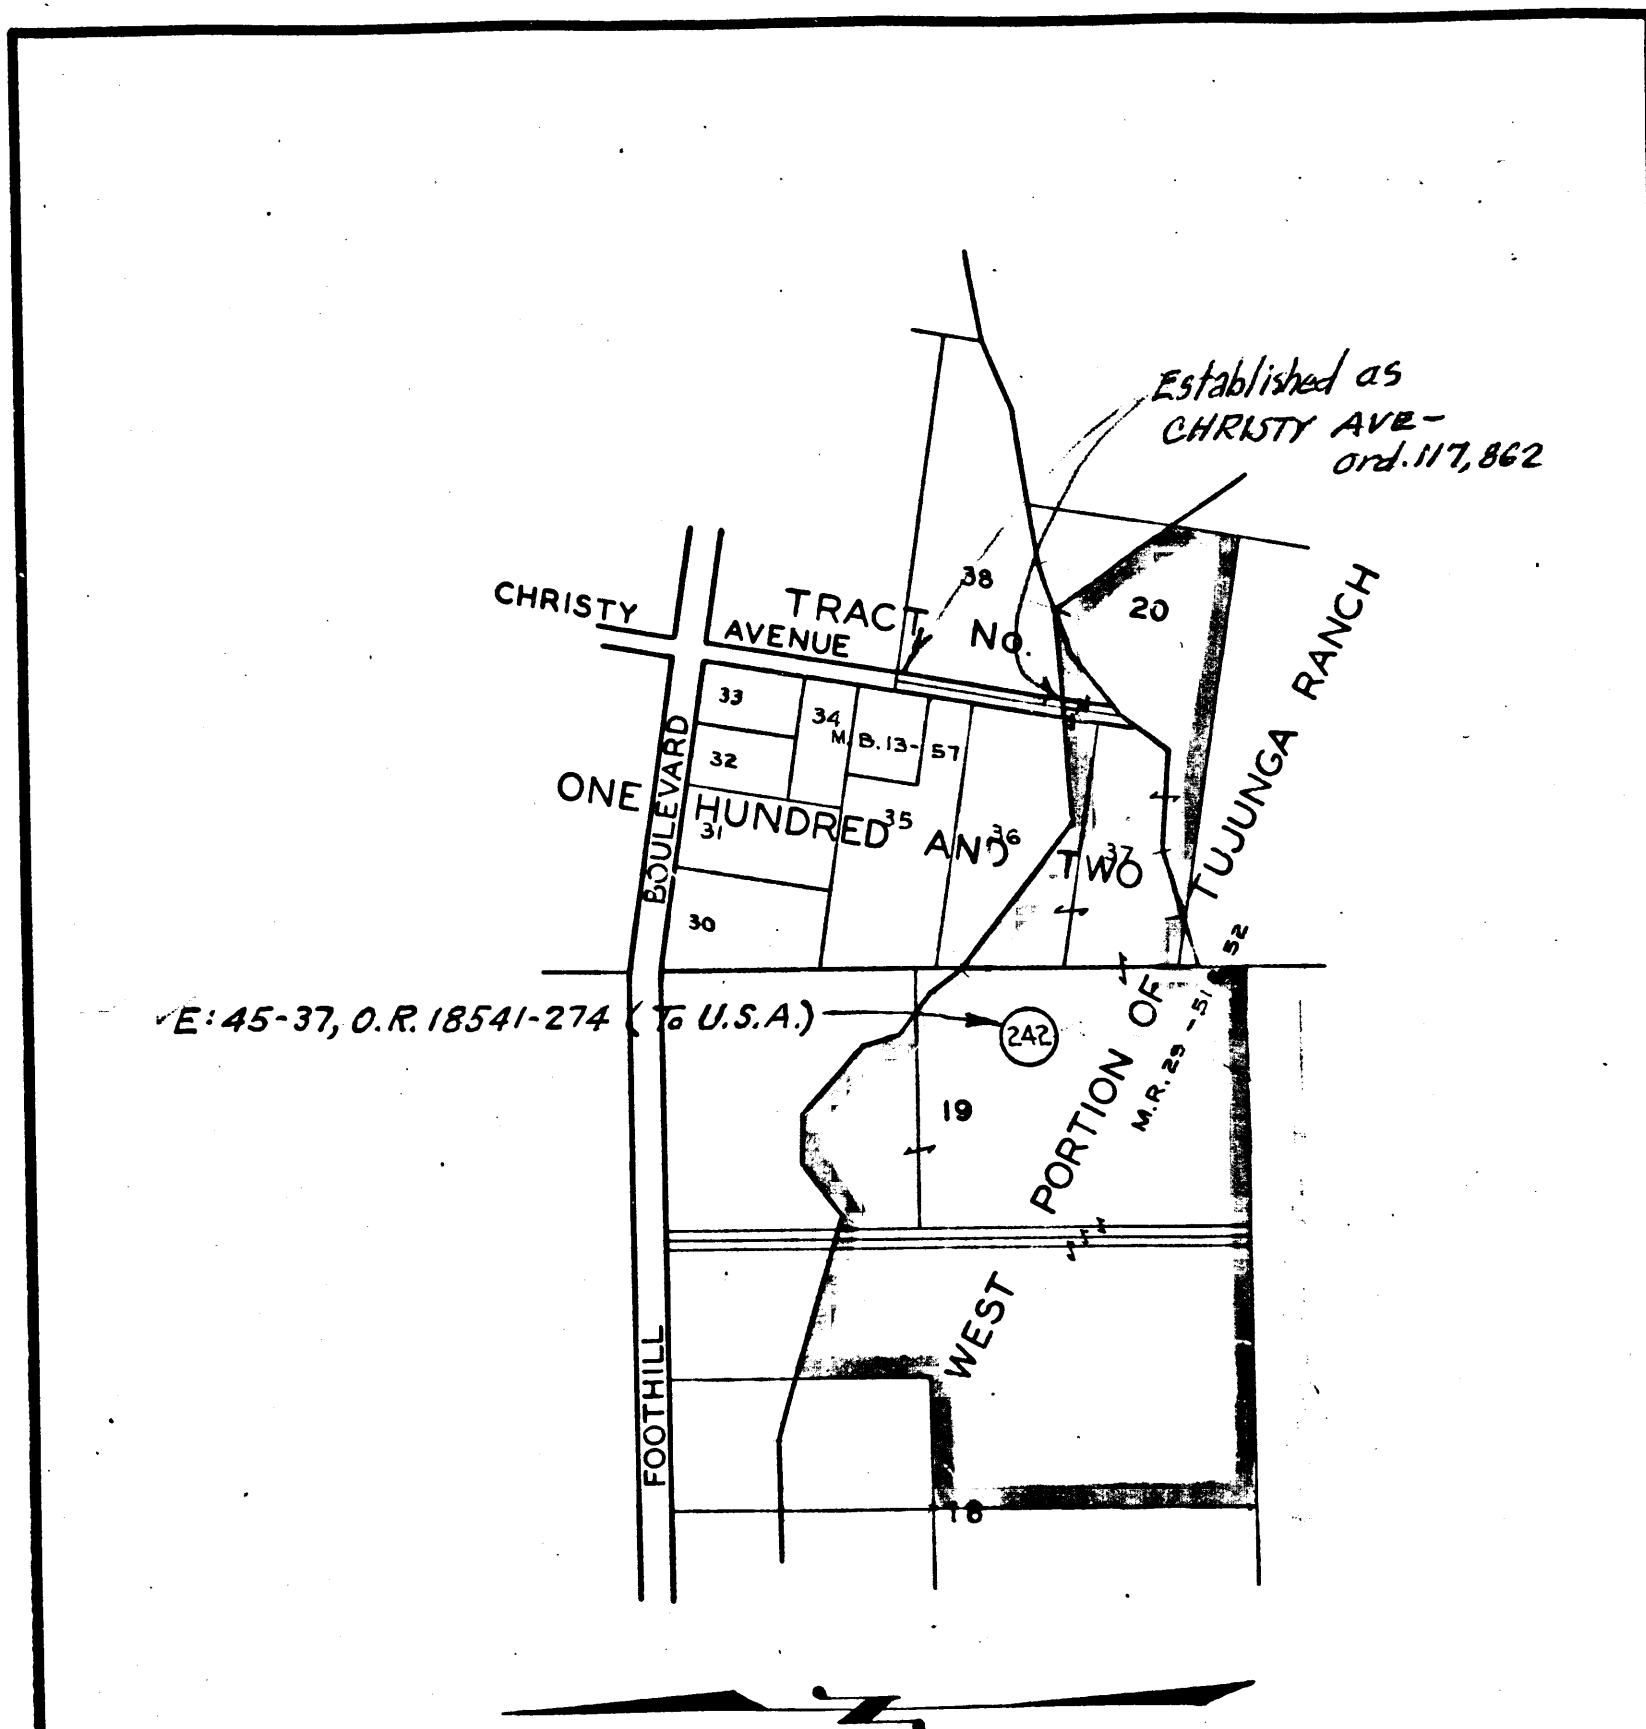 Established as
CHRISTY AVE-
ord. 117,862
38
20
CHRISTY AVENUE
TRACT No.
33
34
M.B. 13-57
32
ONE HUNDRED AND TWO
31
35
36
37
30
FOOTHILL BOULEVARD
E: 45-37, O.R. 18541-274 (To U.S.A.)
242
19
WEST PORTION OF TUJUNGA RANCH
M.R. 29-51 52
18